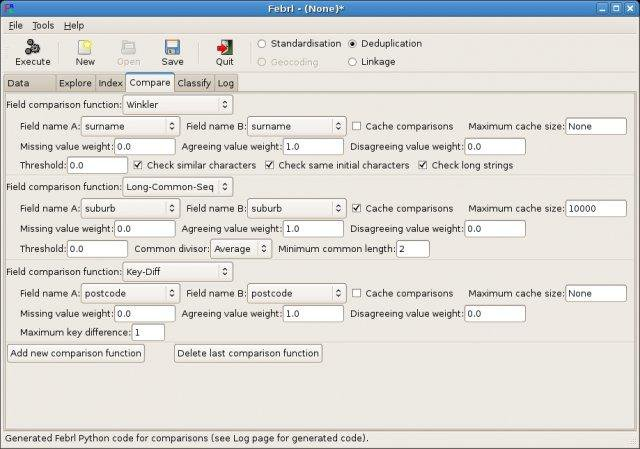 Febrl - (None)*
File Tools Help
Execute New Open Save Quit Standardisation Deduplication
Geocoding Linkage
Data Explore Index Compare Classify Log
Field comparison function: Winkler
Field name A: surname Field name B: surname Cache comparisons Maximum cache size: None
Missing value weight: 0.0 Agreeing value weight: 1.0 Disagreeing value weight: 0.0
Threshold: 0.0 Check similar characters Check same initial characters Check long strings
Field comparison function: Long-Common-Seq
Field name A: suburb Field name B: suburb Cache comparisons Maximum cache size: 10000
Missing value weight: 0.0 Agreeing value weight: 1.0 Disagreeing value weight: 0.0
Threshold: 0.0 Common divisor: Average Minimum common length: 2
Field comparison function: Key-Diff
Field name A: postcode Field name B: postcode Cache comparisons Maximum cache size: None
Missing value weight: 0.0 Agreeing value weight: 1.0 Disagreeing value weight: 0.0
Maximum key difference: 1
Add new comparison function Delete last comparison function
Generated Febrl Python code for comparisons (see Log page for generated code).